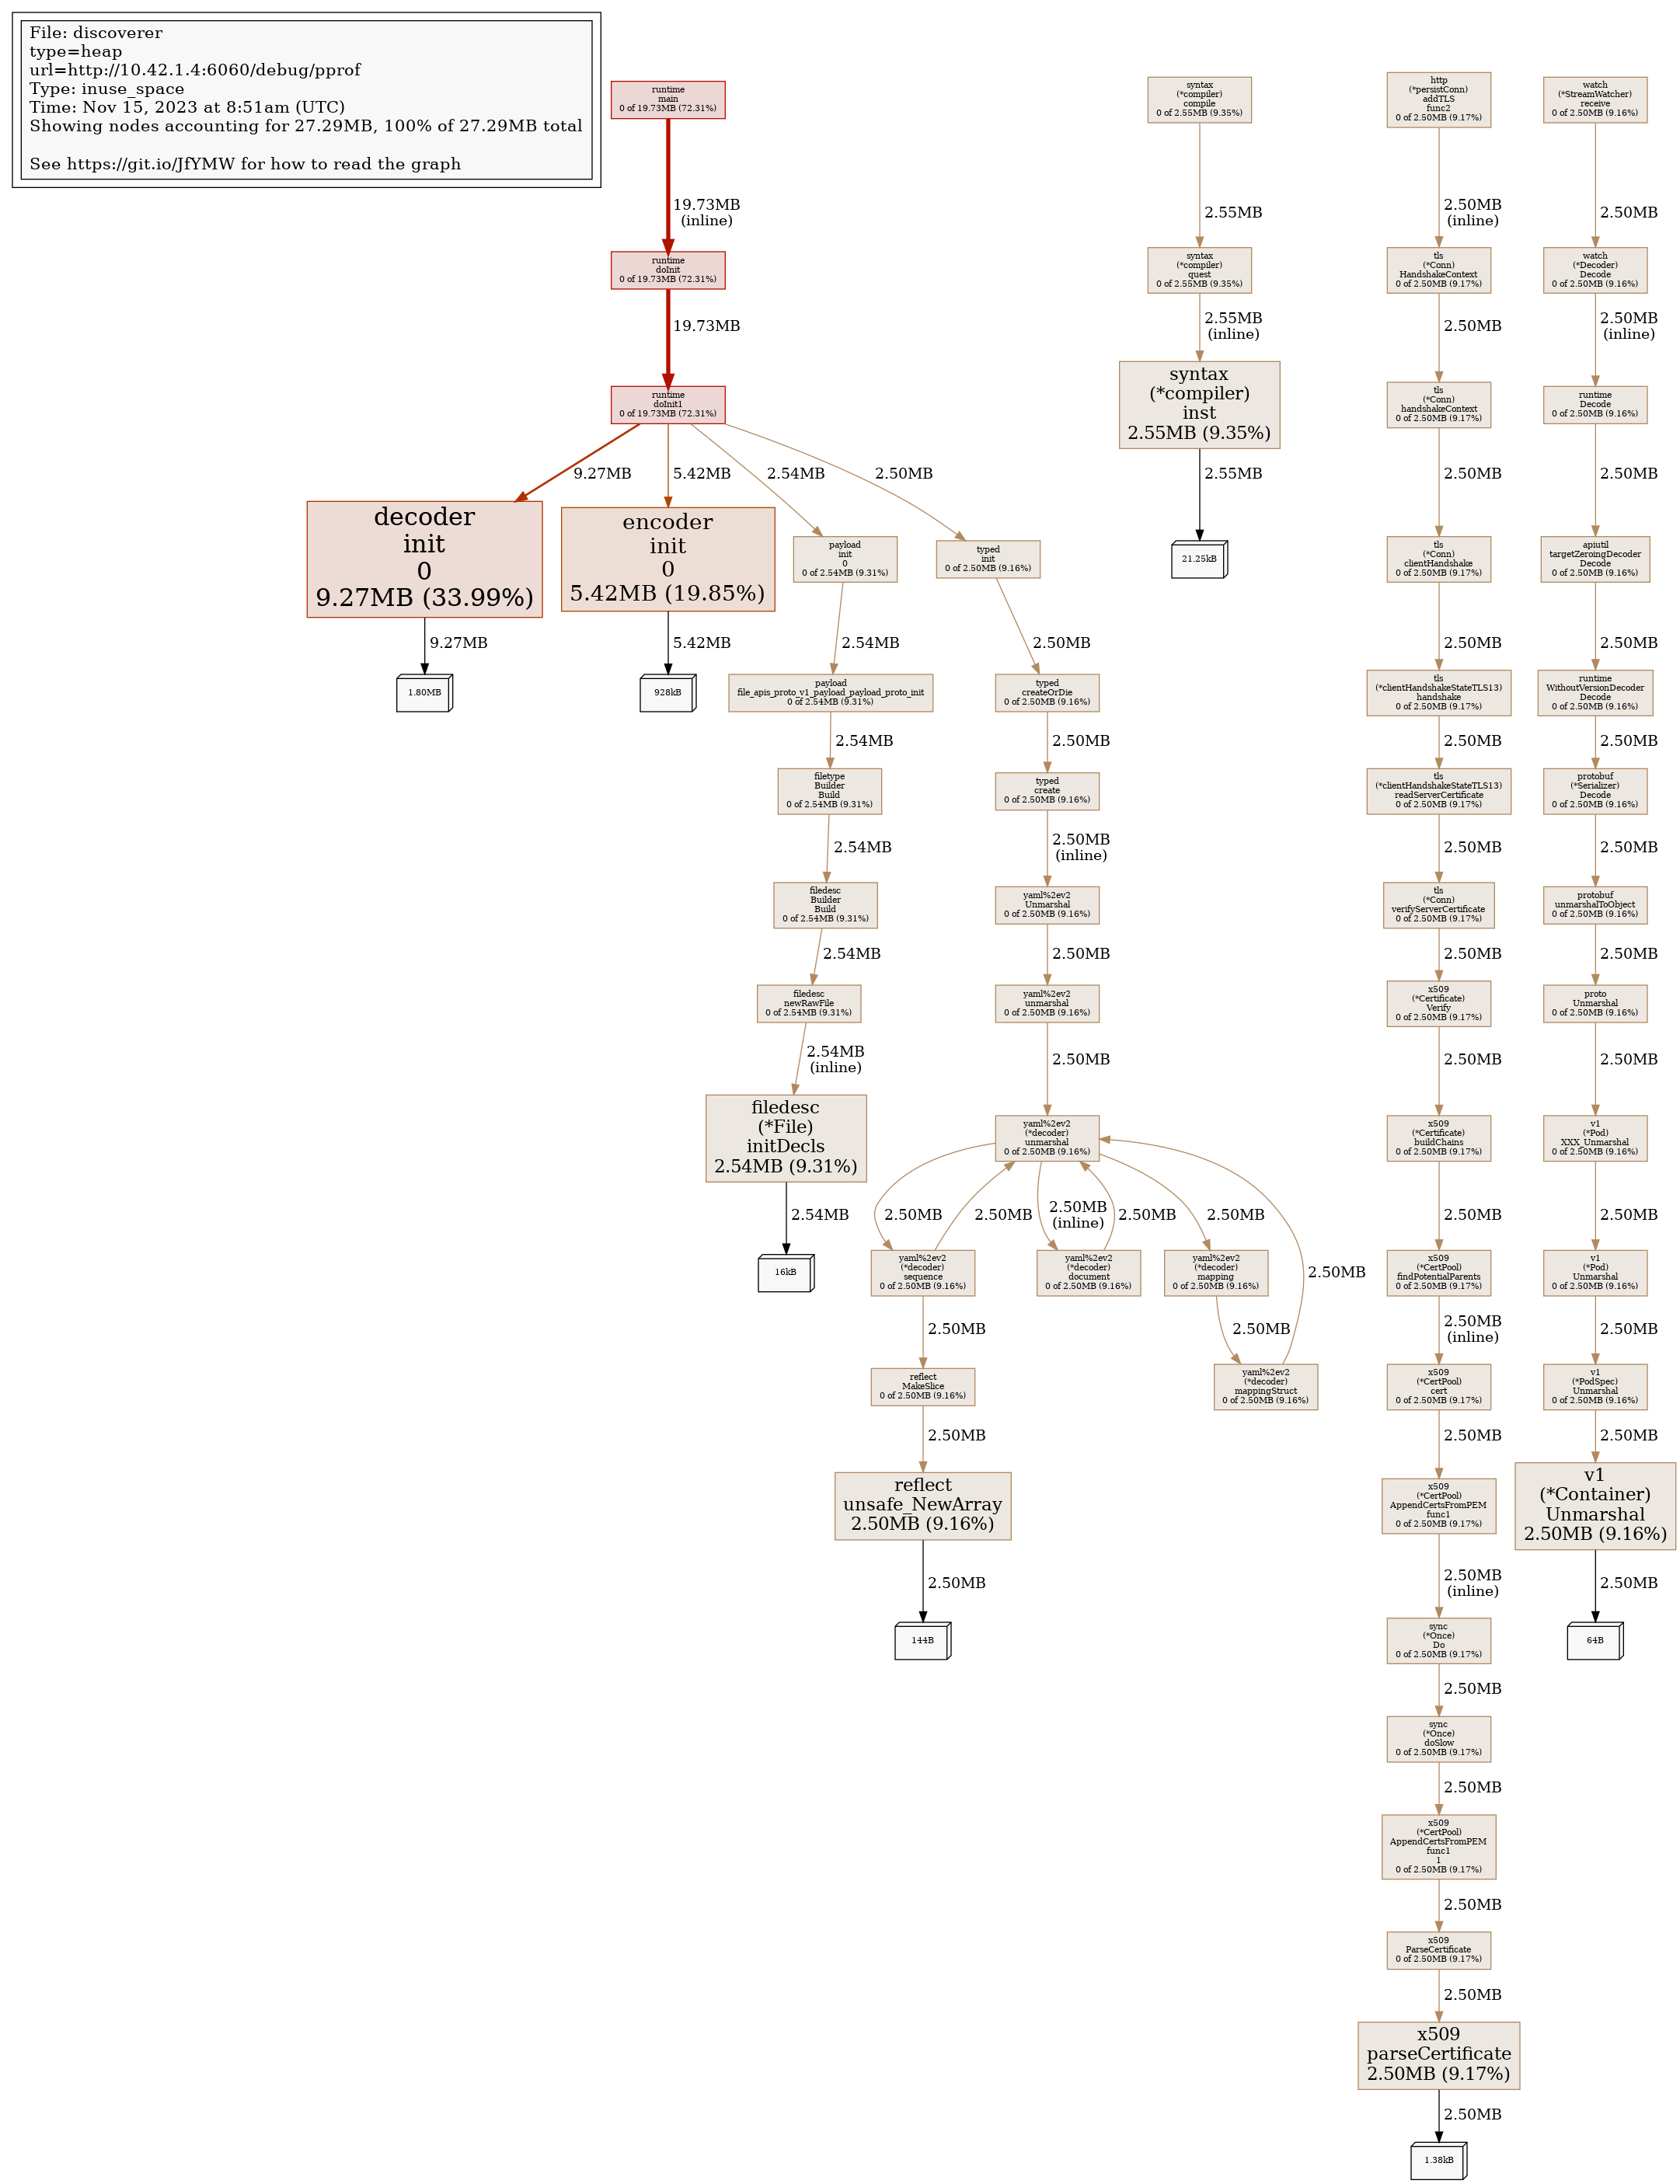 File: discoverer
type=heap
url=http://10.42.1.4:6060/debug/pprof
Type: inuse_space
Time: Nov 15, 2023 at 8:51am (UTC)
Showing nodes accounting for 27.29MB, 100% of 27.29MB total
See https://git.io/JfYMW for how to read the graph
runtime
main
0 of 19.73MB (72.31%)
19.73MB
(inline)
runtime
doInit
0 of 19.73MB (72.31%)
19.73MB
runtime
doInit1
0 of 19.73MB (72.31%)
9.27MB
5.42MB
2.54MB
2.50MB
decoder
init
0
9.27MB (33.99%)
9.27MB
1.80MB
encoder
init
0
5.42MB (19.85%)
5.42MB
928kB
payload
init
0
0 of 2.54MB (9.31%)
2.54MB
payload
file_apis_proto_v1_payload_payload_proto_init
0 of 2.54MB (9.31%)
2.54MB
filetype
Builder
Build
0 of 2.54MB (9.31%)
2.54MB
filedesc
Builder
Build
0 of 2.54MB (9.31%)
2.54MB
filedesc
newRawFile
0 of 2.54MB (9.31%)
2.54MB
(inline)
filedesc
(*File)
initDecls
2.54MB (9.31%)
2.54MB
16kB
typed
init
0 of 2.50MB (9.16%)
2.50MB
typed
createOrDie
0 of 2.50MB (9.16%)
2.50MB
typed
create
0 of 2.50MB (9.16%)
2.50MB
(inline)
yaml%2ev2
Unmarshal
0 of 2.50MB (9.16%)
2.50MB
yaml%2ev2
unmarshal
0 of 2.50MB (9.16%)
2.50MB
yaml%2ev2
(*decoder)
unmarshal
0 of 2.50MB (9.16%)
2.50MB
2.50MB
2.50MB
(inline)
2.50MB
2.50MB
2.50MB
yaml%2ev2
(*decoder)
sequence
0 of 2.50MB (9.16%)
yaml%2ev2
(*decoder)
document
0 of 2.50MB (9.16%)
yaml%2ev2
(*decoder)
mapping
0 of 2.50MB (9.16%)
2.50MB
2.50MB
yaml%2ev2
(*decoder)
mappingStruct
0 of 2.50MB (9.16%)
reflect
MakeSlice
0 of 2.50MB (9.16%)
2.50MB
reflect
unsafe_NewArray
2.50MB (9.16%)
2.50MB
144B
syntax
(*compiler)
compile
0 of 2.55MB (9.35%)
2.55MB
syntax
(*compiler)
quest
0 of 2.55MB (9.35%)
2.55MB
(inline)
syntax
(*compiler)
inst
2.55MB (9.35%)
2.55MB
21.25kB
http
(*persistConn)
addTLS
func2
0 of 2.50MB (9.17%)
2.50MB
(inline)
tls
(*Conn)
HandshakeContext
0 of 2.50MB (9.17%)
2.50MB
tls
(*Conn)
handshakeContext
0 of 2.50MB (9.17%)
2.50MB
tls
(*Conn)
clientHandshake
0 of 2.50MB (9.17%)
2.50MB
tls
(*clientHandshakeStateTLS13)
handshake
0 of 2.50MB (9.17%)
2.50MB
tls
(*clientHandshakeStateTLS13)
readServerCertificate
0 of 2.50MB (9.17%)
2.50MB
tls
(*Conn)
verifyServerCertificate
0 of 2.50MB (9.17%)
2.50MB
x509
(*Certificate)
Verify
0 of 2.50MB (9.17%)
2.50MB
x509
(*Certificate)
buildChains
0 of 2.50MB (9.17%)
2.50MB
x509
(*CertPool)
findPotentialParents
0 of 2.50MB (9.17%)
2.50MB
(inline)
x509
(*CertPool)
cert
0 of 2.50MB (9.17%)
2.50MB
x509
(*CertPool)
AppendCertsFromPEM
func1
0 of 2.50MB (9.17%)
2.50MB
(inline)
sync
(*Once)
Do
0 of 2.50MB (9.17%)
2.50MB
sync
(*Once)
doSlow
0 of 2.50MB (9.17%)
2.50MB
x509
(*CertPool)
AppendCertsFromPEM
func1
1
0 of 2.50MB (9.17%)
2.50MB
x509
ParseCertificate
0 of 2.50MB (9.17%)
2.50MB
x509
parseCertificate
2.50MB (9.17%)
2.50MB
1.38kB
watch
(*StreamWatcher)
receive
0 of 2.50MB (9.16%)
2.50MB
watch
(*Decoder)
Decode
0 of 2.50MB (9.16%)
2.50MB
(inline)
runtime
Decode
0 of 2.50MB (9.16%)
2.50MB
apiutil
targetZeroingDecoder
Decode
0 of 2.50MB (9.16%)
2.50MB
runtime
WithoutVersionDecoder
Decode
0 of 2.50MB (9.16%)
2.50MB
protobuf
(*Serializer)
Decode
0 of 2.50MB (9.16%)
2.50MB
protobuf
unmarshalToObject
0 of 2.50MB (9.16%)
2.50MB
proto
Unmarshal
0 of 2.50MB (9.16%)
2.50MB
v1
(*Pod)
XXX_Unmarshal
0 of 2.50MB (9.16%)
2.50MB
v1
(*Pod)
Unmarshal
0 of 2.50MB (9.16%)
2.50MB
v1
(*PodSpec)
Unmarshal
0 of 2.50MB (9.16%)
2.50MB
v1
(*Container)
Unmarshal
2.50MB (9.16%)
2.50MB
64B